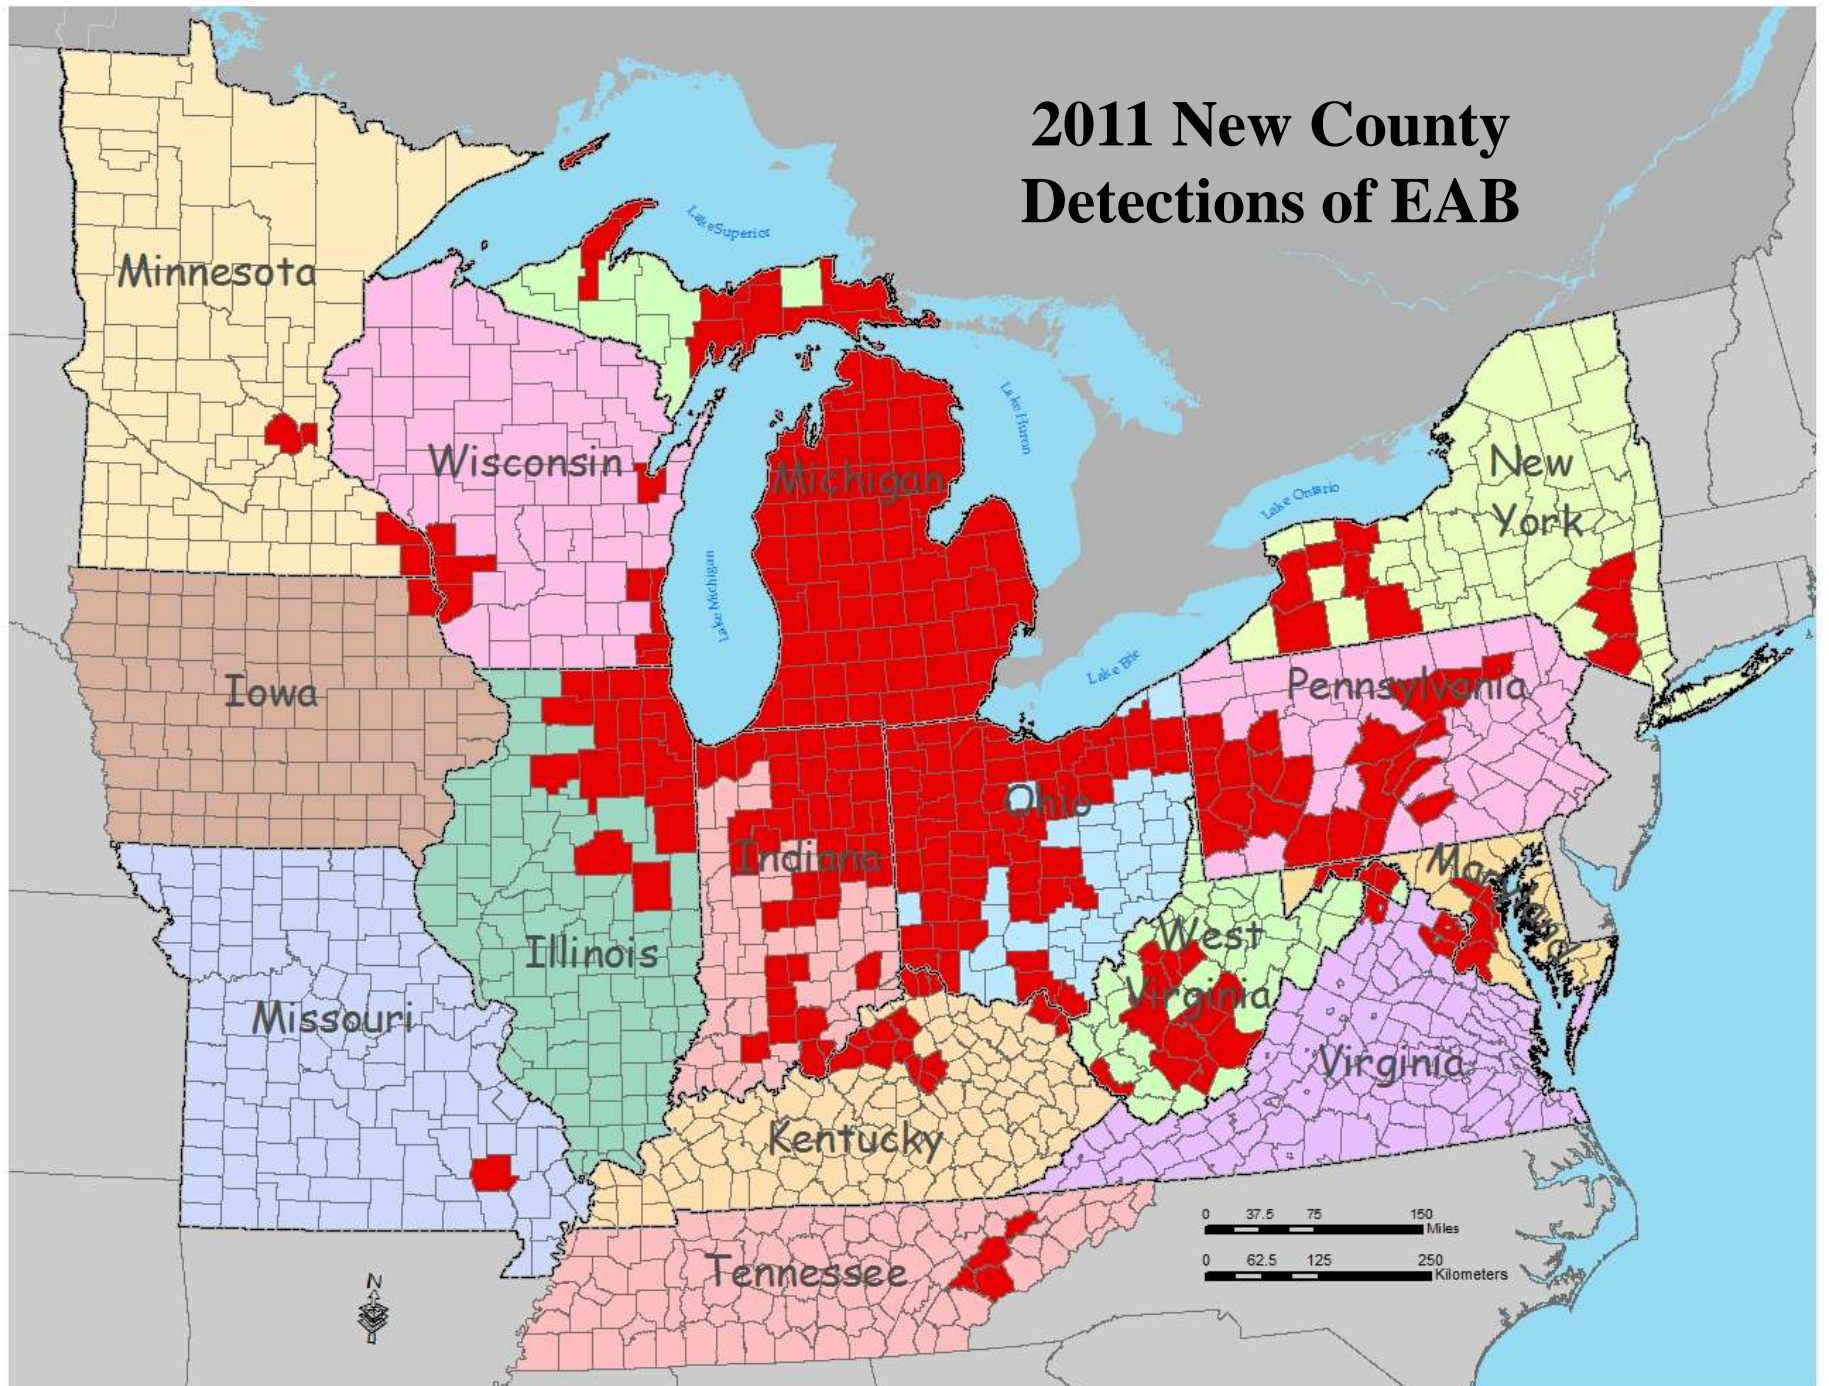 2011 New County
Detections of EAB
Lake Superior
Minnesota
Wisconsin
Michigan
Lake Huron
Lake Ontario
New
York
Lake Michigan
Lake Erie
Iowa
Pennsylvania
Ohio
Indiana
Maryland
Illinois
West
Virginia
Missouri
Virginia
Kentucky
Tennessee
0 37.5 75 150
Miles
0 62.5 125 250
Kilometers
N